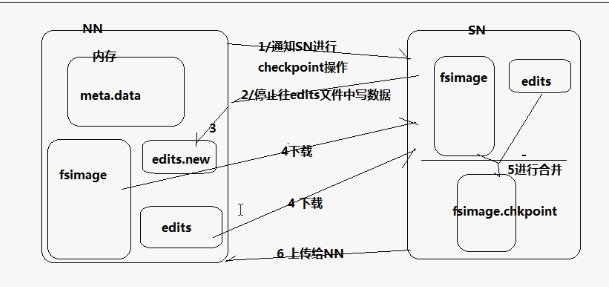 NN
SN
内存
1/通知SN进行
checkpoint操作
meta.data
fsimage
edits
2/停止往edits文件中写数据
3
edits.new
4下载
5进行合并
fsimage
4 下载
fsimage.chkpoint
edits
6 上传给NN